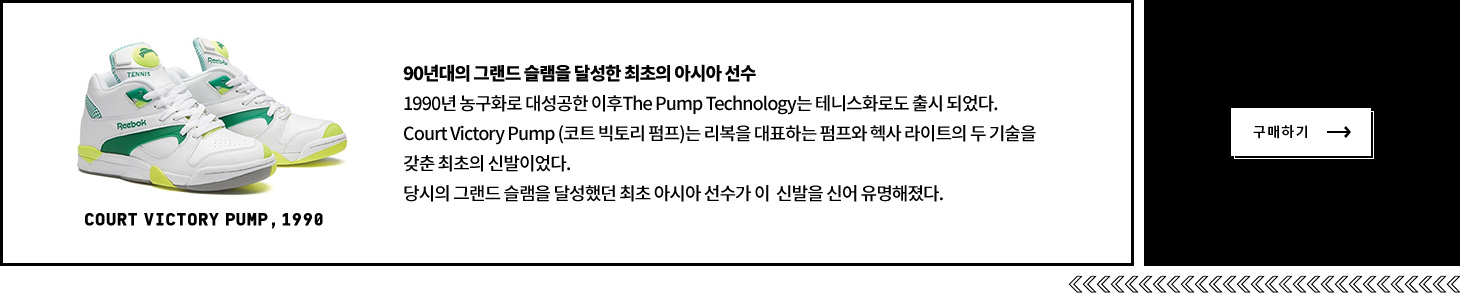 TENNIS
Reebok
Reebok
COURT VICTORY PUMP, 1990
90년대의 그랜드 슬램을 달성한 최초의 아시아 선수
1990년 농구화로 대성공한 이후The Pump Technology는 테니스화로도 출시 되었다.
Court Victory Pump (코트 빅토리 펌프)는 리복을 대표하는 펌프와 헥사 라이트의 두 기술을
갖춘 최초의 신발이었다.
당시의 그랜드 슬램을 달성했던 최초 아시아 선수가 이 신발을 신어 유명해졌다.
구매하기